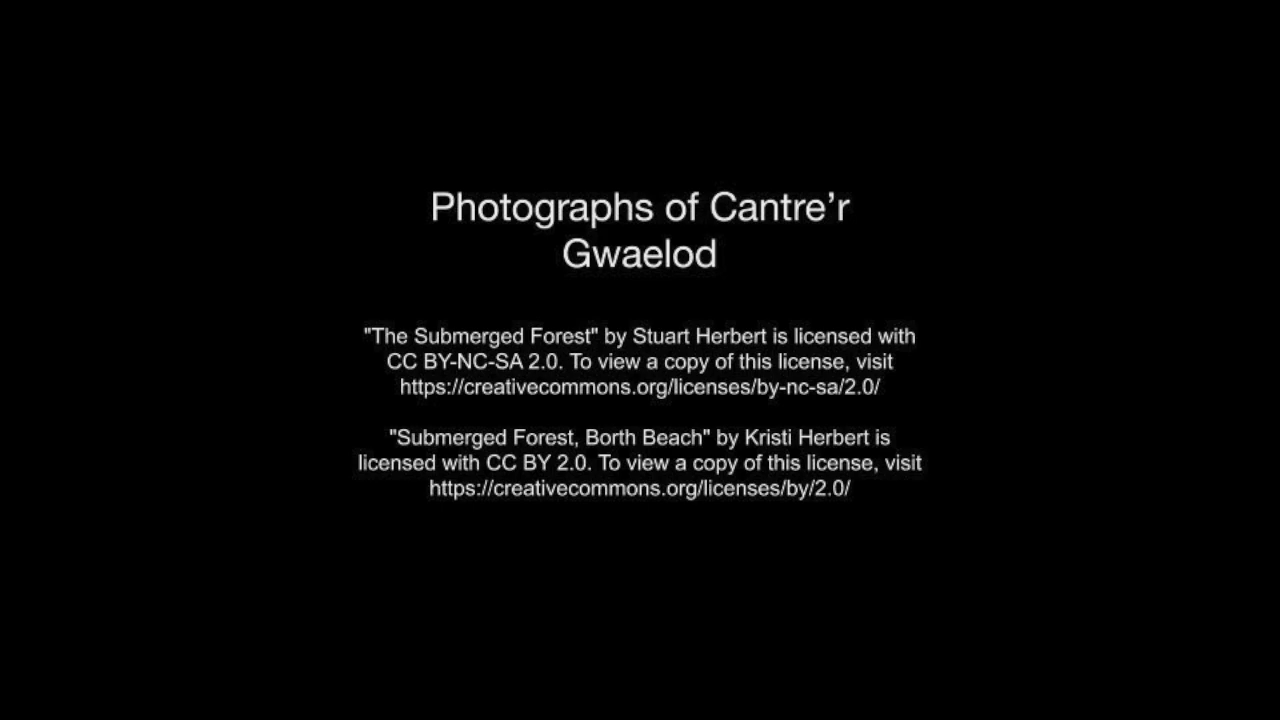 Photographs of Cantre’r
Gwaelod
"The Submerged Forest" by Stuart Herbert is licensed with
CC BY-NC-SA 2.0. To view a copy of this license, visit
https://creativecommons.org/licenses/by-nc-sa/2.0/
"Submerged Forest, Borth Beach" by Kristi Herbert is
licensed with CC BY 2.0. To view a copy of this license, visit
https://creativecommons.org/licenses/by/2.0/